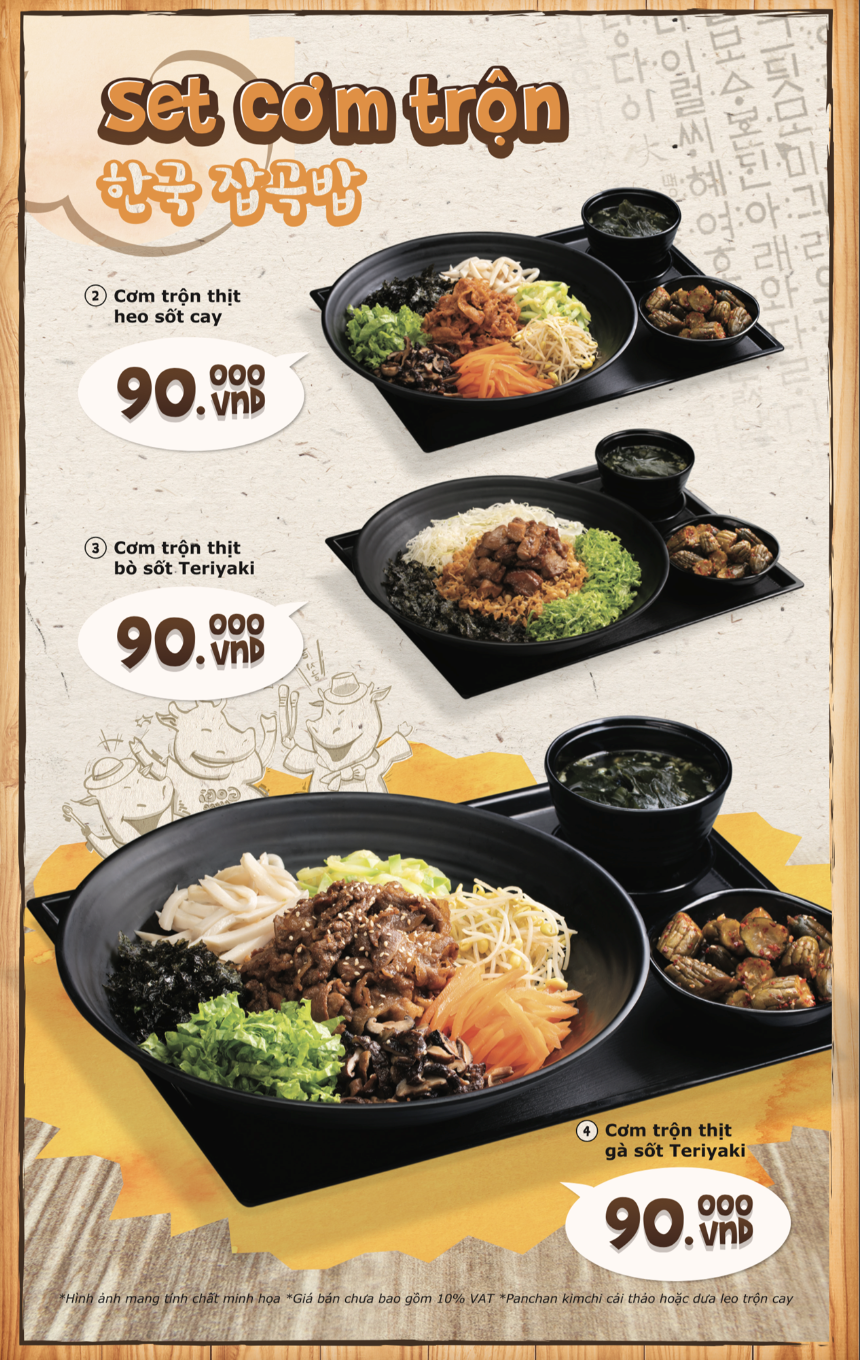 Set cơm trộn
한국 잡곡밥
2 Cơm trộn thịt
heo sốt cay
90.000 VNĐ
3 Cơm trộn thịt
bò sốt Teriyaki
90.000 VNĐ
4 Cơm trộn thịt
gà sốt Teriyaki
90.000 VNĐ
*Hình ảnh mang tính chất minh họa *Giá bán chưa bao gồm 10% VAT *Panchan kimchi cải thảo hoặc dưa leo trộn cay